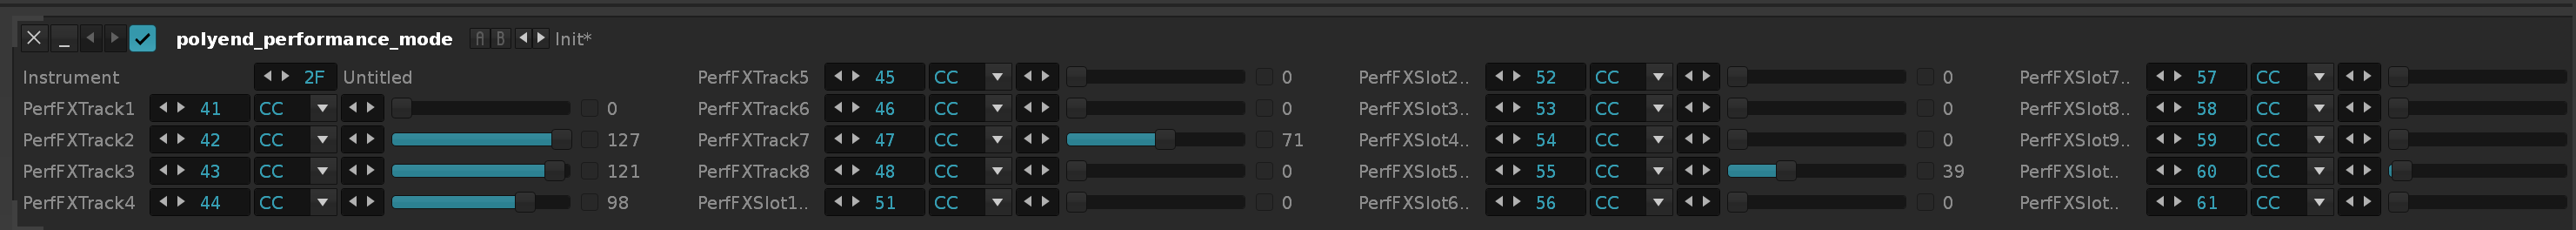 polyend_performance_mode A B Init*
Instrument 2F Untitled PerfFXTrack5 45 CC 0 PerfFXSlot2.. 52 CC 0 PerfFXSlot7.. 57 CC
PerfFXTrack1 41 CC 0 PerfFXTrack6 46 CC 0 PerfFXSlot3.. 53 CC 0 PerfFXSlot8.. 58 CC
PerfFXTrack2 42 CC 127 PerfFXTrack7 47 CC 71 PerfFXSlot4.. 54 CC 0 PerfFXSlot9.. 59 CC
PerfFXTrack3 43 CC 121 PerfFXTrack8 48 CC 0 PerfFXSlot5.. 55 CC 39 PerfFXSlot.. 60 CC
PerfFXTrack4 44 CC 98 PerfFXSlot1.. 51 CC 0 PerfFXSlot6.. 56 CC 0 PerfFXSlot.. 61 CC